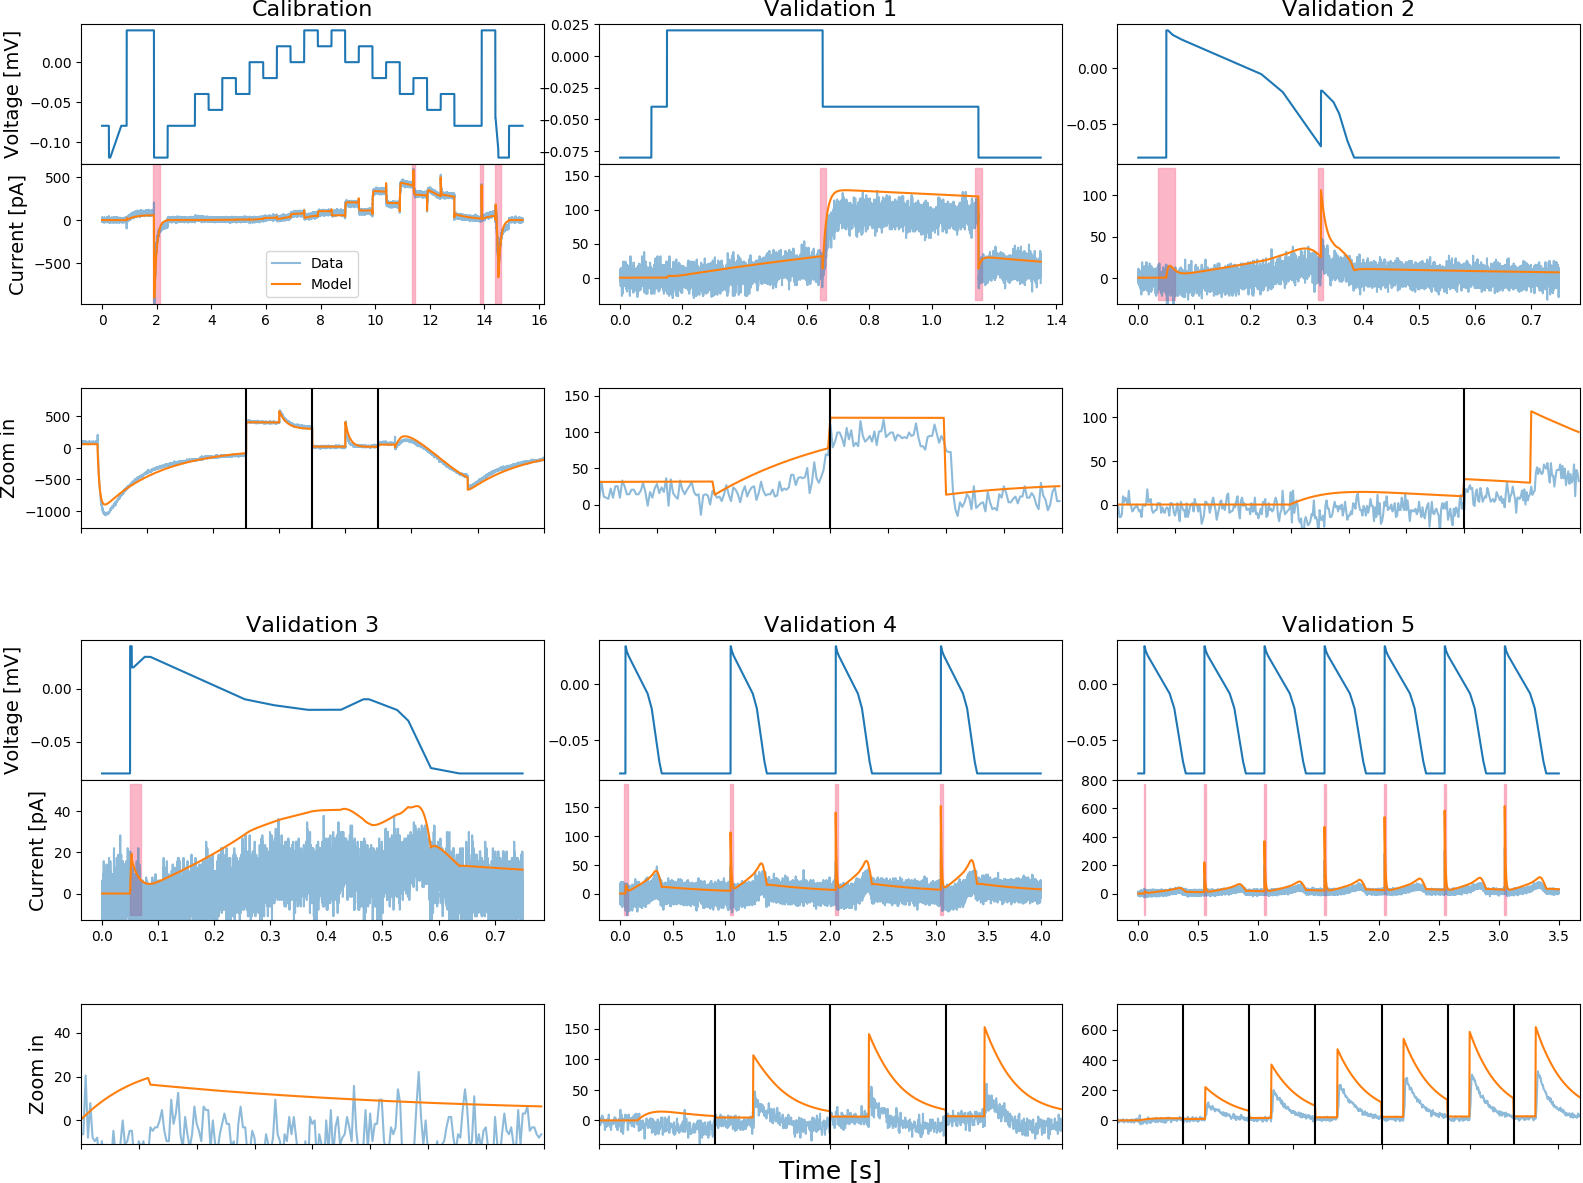 Calibration Validation 1 Validation 2
Voltage [mV] 0.00 −0.05 −0.10
0.025 0.000 −0.025 −0.050 −0.075
0.00 −0.05
Current [pA] 500 0 −500
Data
Model
150 100 50 0
100 50 0
0 2 4 6 8 10 12 14 16
0.0 0.2 0.4 0.6 0.8 1.0 1.2 1.4
0.0 0.1 0.2 0.3 0.4 0.5 0.6 0.7
Zoom in 500 0 −500 −1000
150 100 50 0
100 50 0
Validation 3 Validation 4 Validation 5
Voltage [mV] 0.00 −0.05
0.00 −0.05
0.00 −0.05
Current [pA] 40 20 0
150 100 50 0
800 600 400 200 0
0.0 0.1 0.2 0.3 0.4 0.5 0.6 0.7
0.0 0.5 1.0 1.5 2.0 2.5 3.0 3.5 4.0
0.0 0.5 1.0 1.5 2.0 2.5 3.0 3.5
Zoom in 40 20 0
150 100 50 0
600 400 200 0
Time [s]